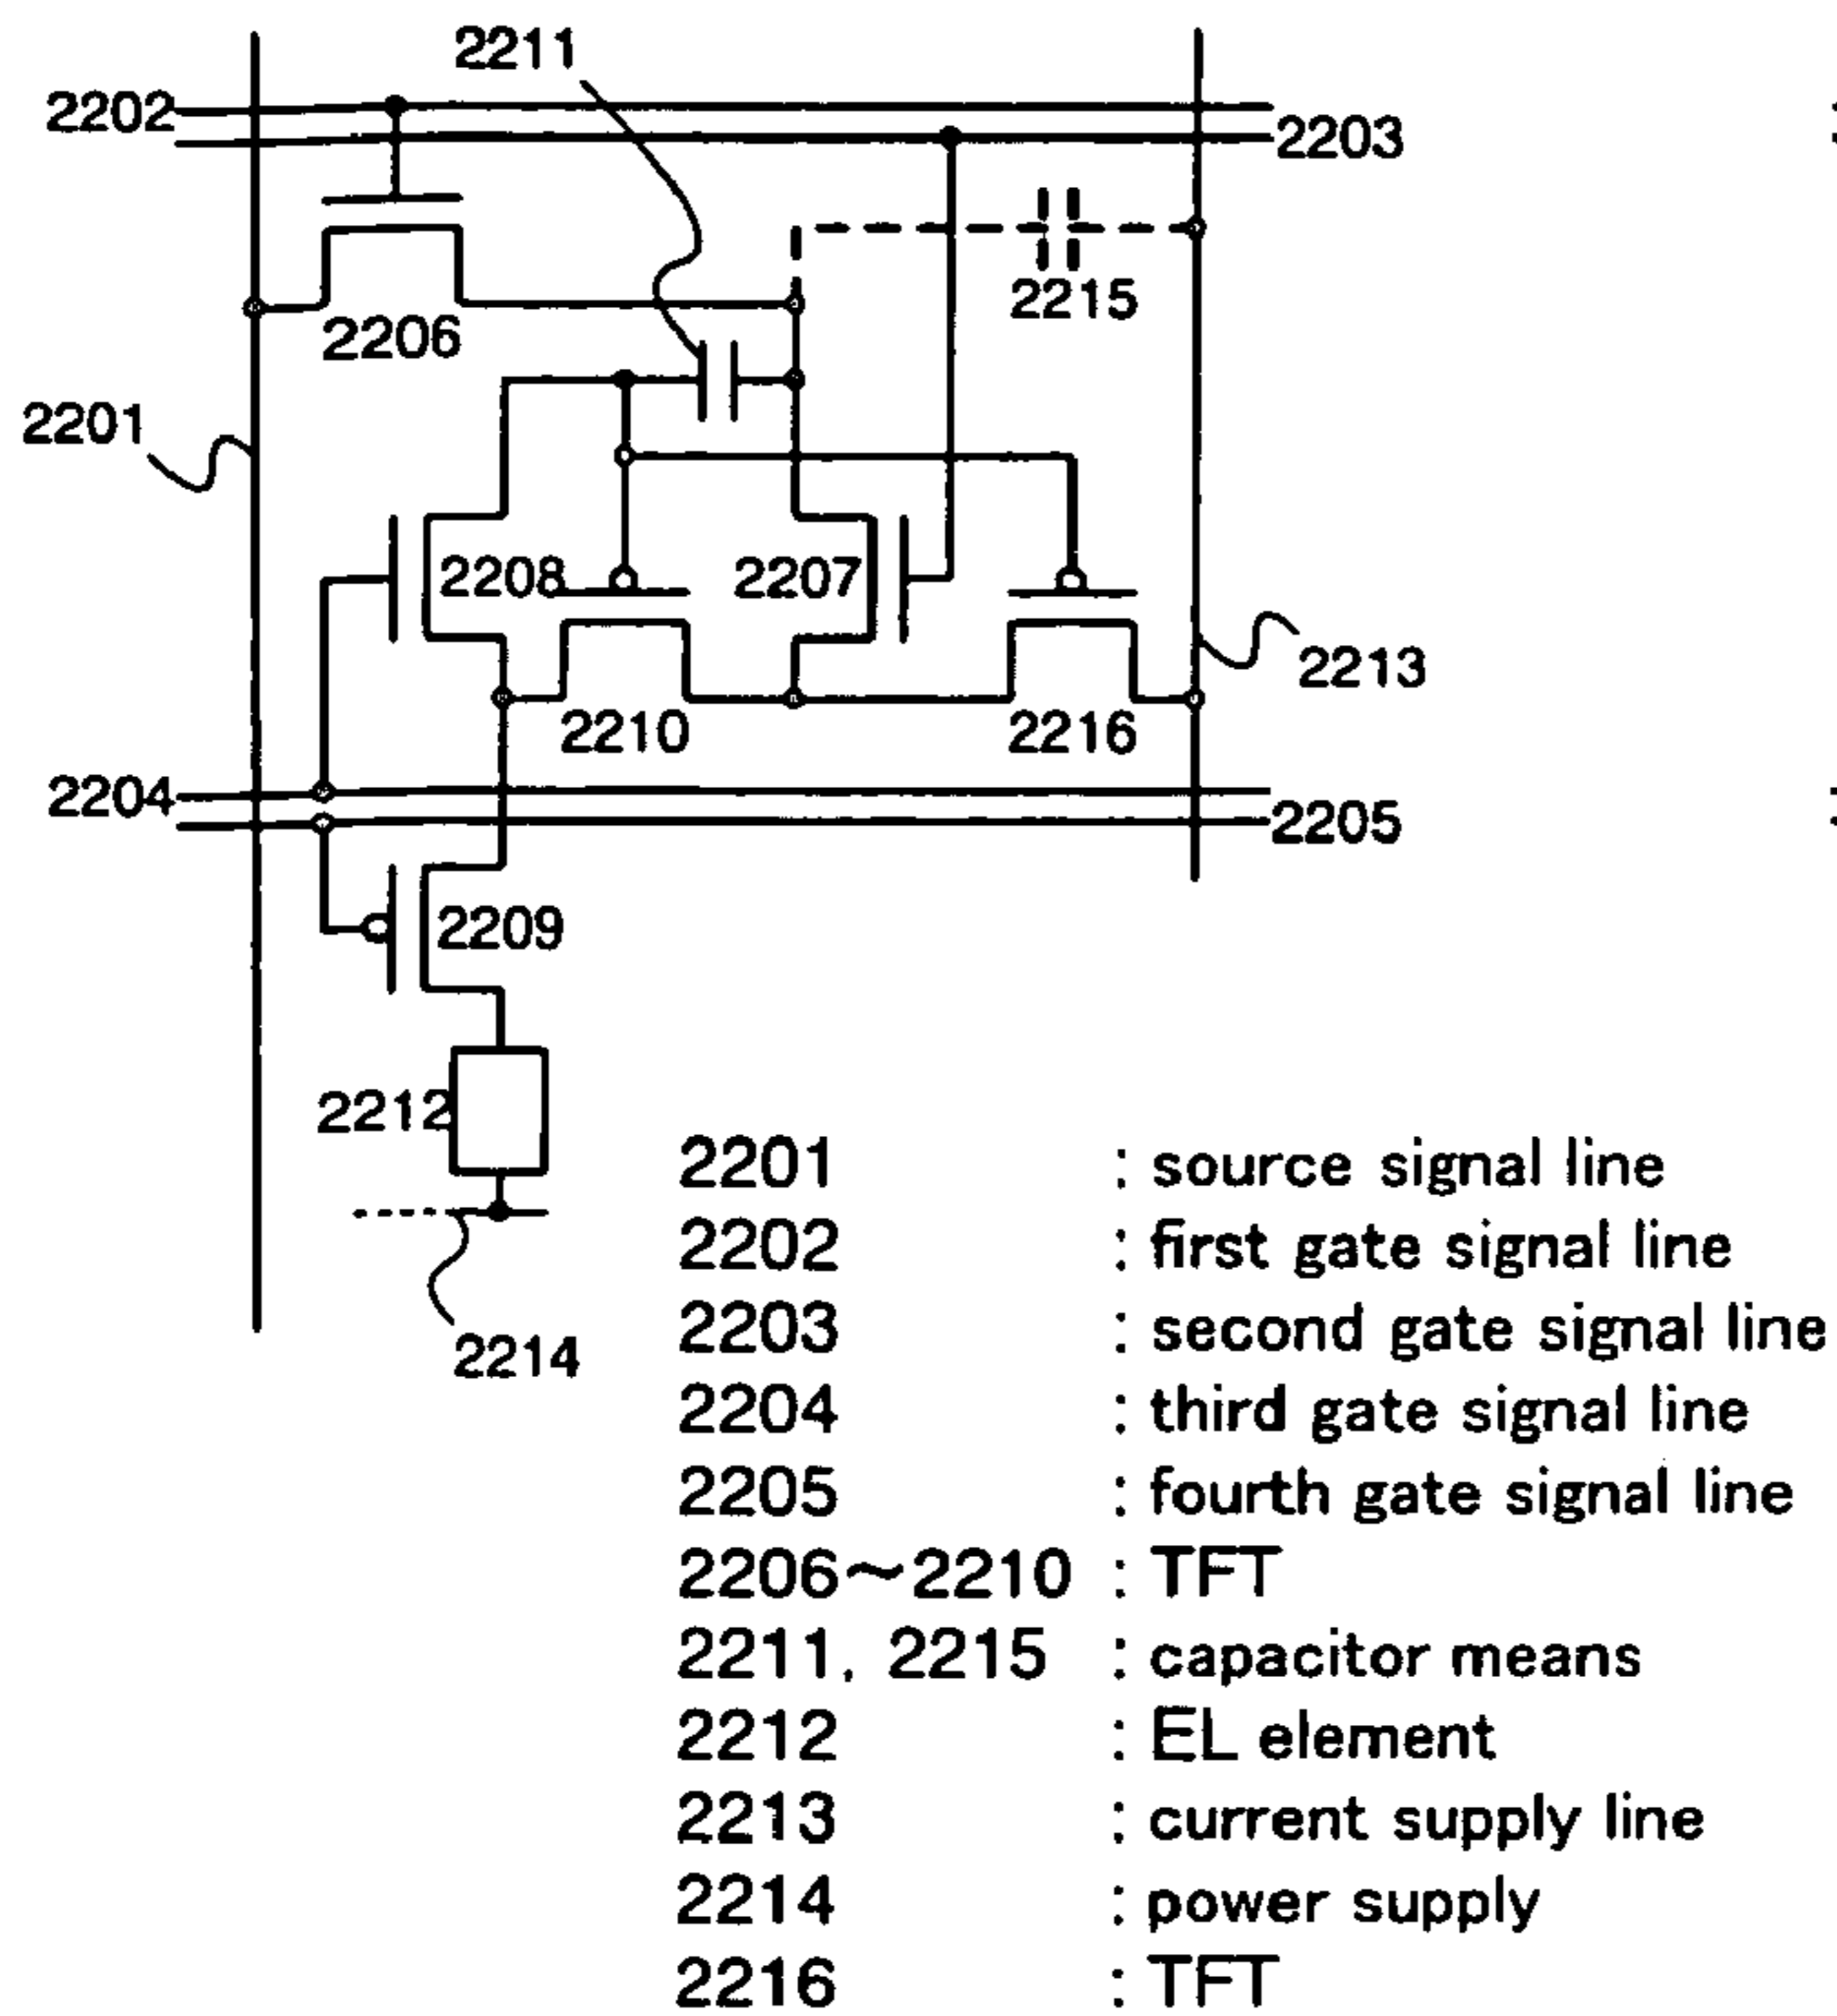 2211
2202
2203
2215
2206
2201
2208
2207
2213
2210
2216
2204
2205
2209
2212
2214
2201 : source signal line
2202 : first gate signal line
2203 : second gate signal line
2204 : third gate signal line
2205 : fourth gate signal line
2206~2210 : TFT
2211, 2215 : capacitor means
2212 : EL element
2213 : current supply line
2214 : power supply
2216 : TFT